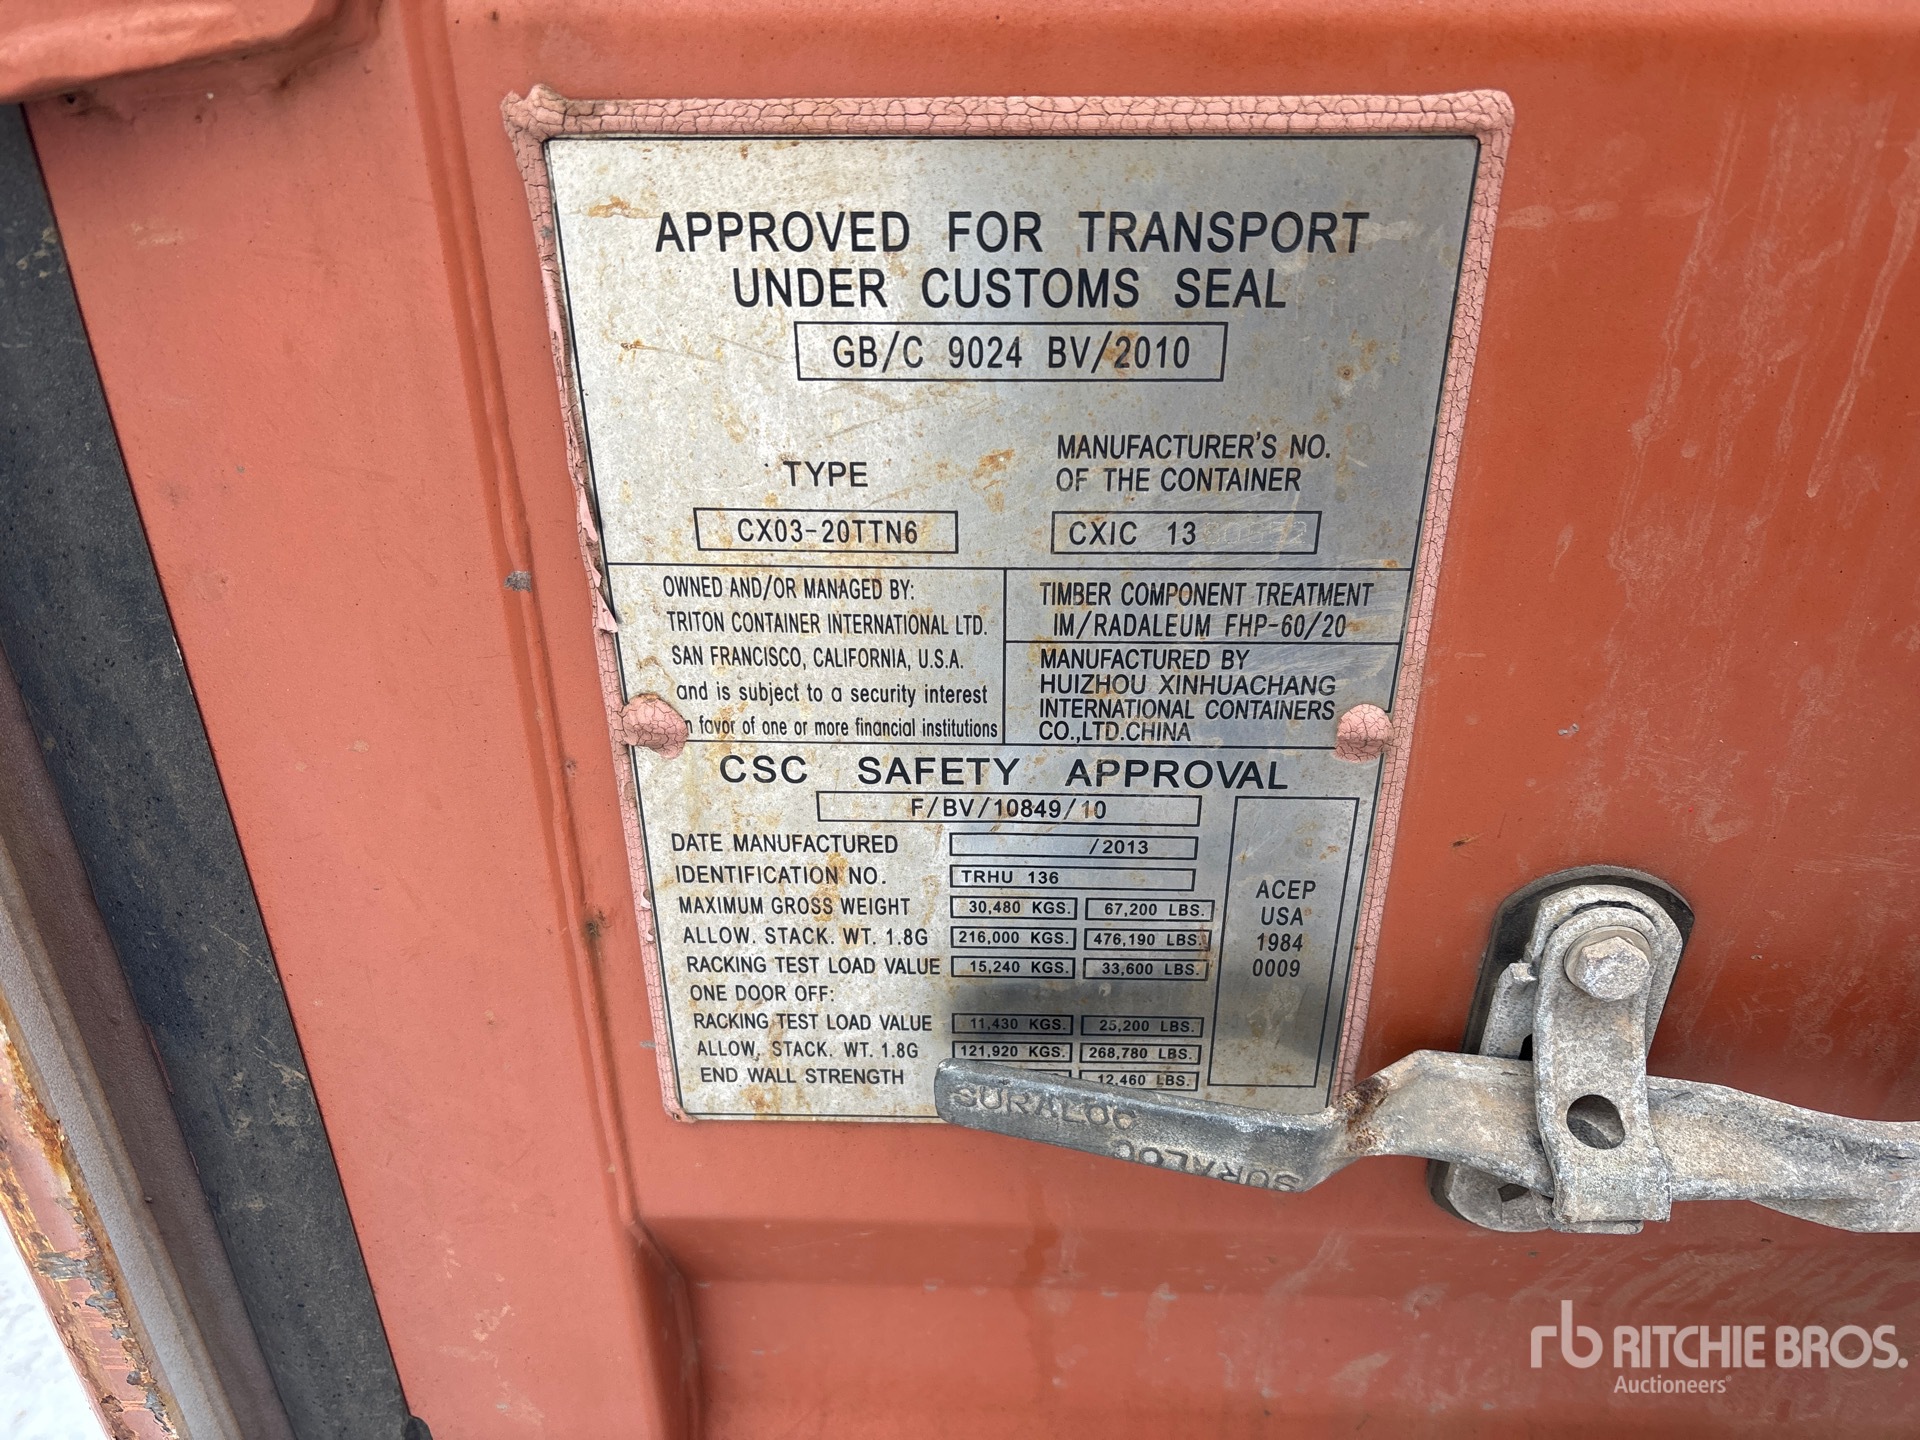 APPROVED FOR TRANSPORT
UNDER CUSTOMS SEAL
GB/C 9024 BV/2010
TYPE
CX03-20TTN6
MANUFACTURER'S NO.
OF THE CONTAINER
CXIC 13
OWNED AND/OR MANAGED BY:
TRITON CONTAINER INTERNATIONAL LTD.
SAN FRANCISCO, CALIFORNIA, U.S.A.
and is subject to a security interest
n favor of one or more financial institutions
TIMBER COMPONENT TREATMENT
IM/RADALEUM FHP-60/20
MANUFACTURED BY
HUIZHOU XINHUACHANG
INTERNATIONAL CONTAINERS
CO.,LTD.CHINA
CSC SAFETY APPROVAL
F/BV/10849/10
DATE MANUFACTURED /2013
IDENTIFICATION NO. TRHU 136
MAXIMUM GROSS WEIGHT 30,480 KGS. 67,200 LBS.
ALLOW. STACK. WT. 1.8G 216,000 KGS. 476,190 LBS.
RACKING TEST LOAD VALUE 15,240 KGS. 33,600 LBS.
ONE DOOR OFF:
RACKING TEST LOAD VALUE 11,430 KGS. 25,200 LBS.
ALLOW. STACK. WT. 1.8G 121,920 KGS. 268,780 LBS.
END WALL STRENGTH 12,460 LBS.
ACEP
USA
1984
0009
SURALOC
SURALOC
rb RITCHIE BROS.
Auctioneers